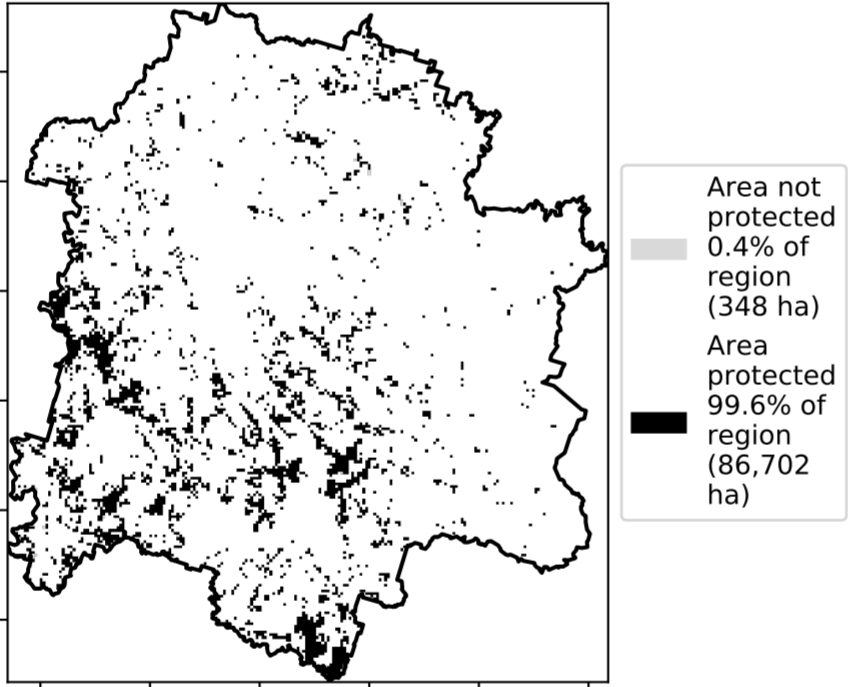 Area not
protected
0.4% of
region
(348 ha)
Area
protected
99.6% of
region
(86,702
ha)